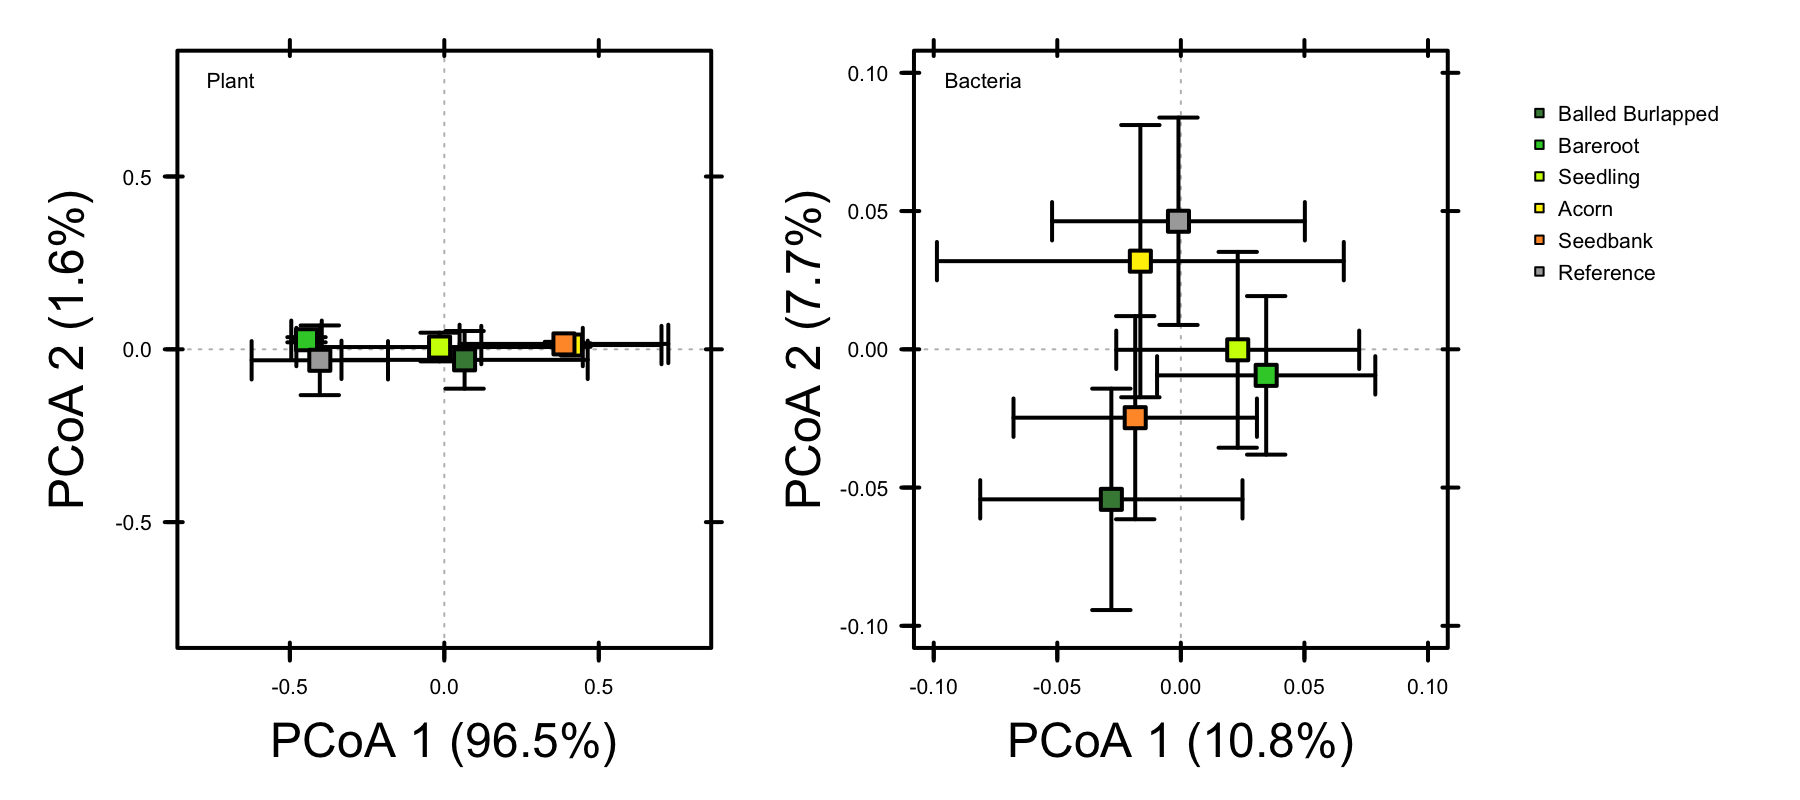 Plant
PCoA 2 (1.6%)
0.5
0.0
-0.5
-0.5
0.0
0.5
PCoA 1 (96.5%)
Bacteria
PCoA 2 (7.7%)
0.10
0.05
0.00
-0.05
-0.10
-0.10
-0.05
0.00
0.05
0.10
PCoA 1 (10.8%)
Balled Burlapped
Bareroot
Seedling
Acorn
Seedbank
Reference